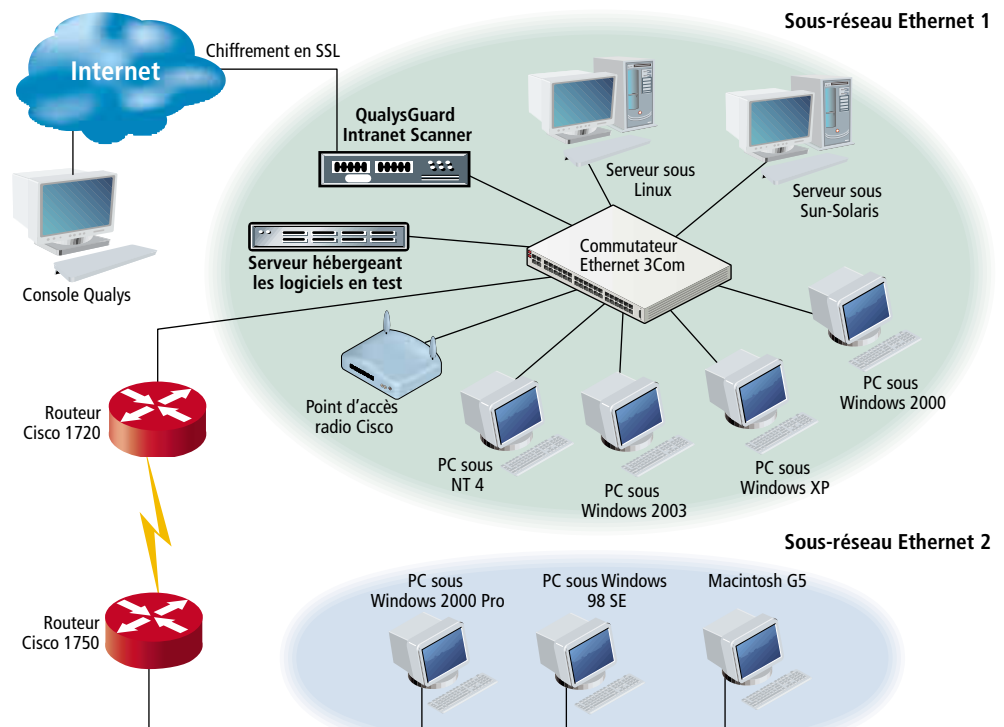 Sous-réseau Ethernet 1
Internet
Chiffrement en SSL
QualysGuard
Intranet Scanner
Serveur sous
Linux
Serveur sous
Sun-Solaris
Console Qualys
Serveur hébergeant
les logiciels en test
Commutateur
Ethernet 3Com
Point d'accès
radio Cisco
PC sous
Windows 2000
Routeur
Cisco 1720
PC sous
NT 4
PC sous
Windows 2003
PC sous
Windows XP
Sous-réseau Ethernet 2
PC sous
Windows 2000 Pro
PC sous Windows
98 SE
Macintosh G5
Routeur
Cisco 1750